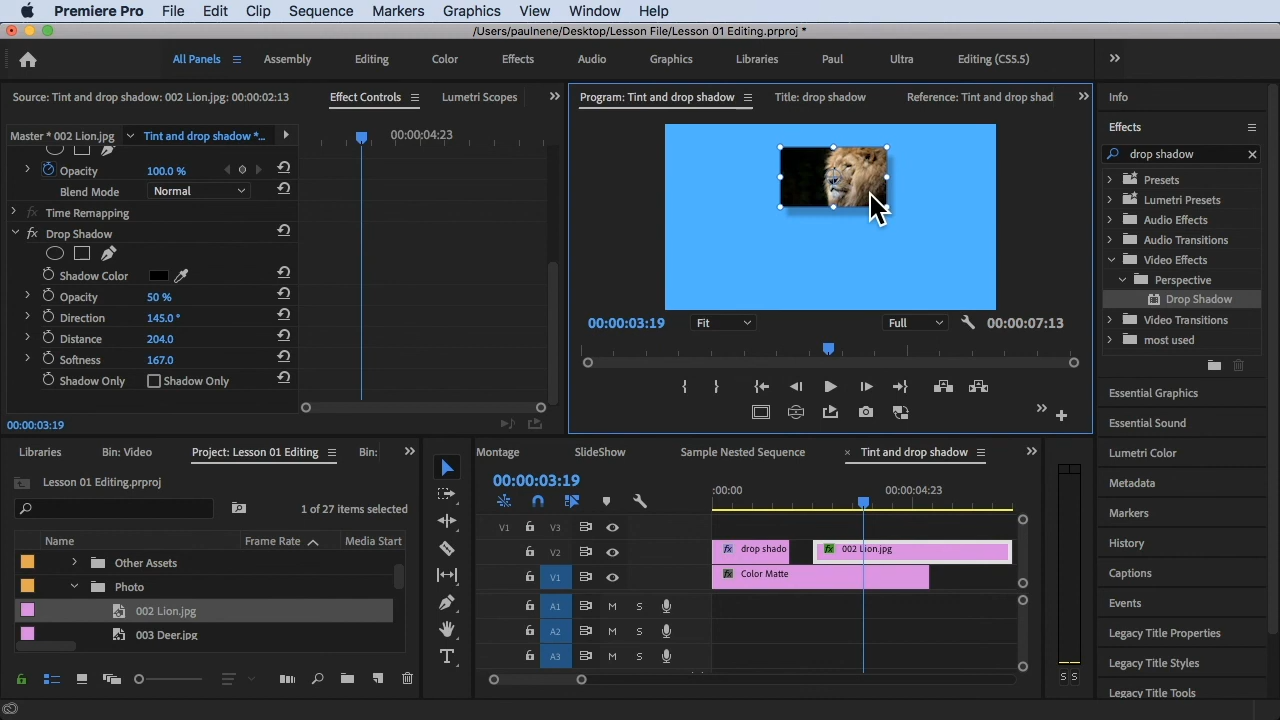 Premiere Pro File Edit Clip Sequence Markers Graphics View Window Help
/Users/paulnene/Desktop/Lesson File/Lesson 01 Editing.prproj *
All Panels Assembly Editing Color Effects Audio Graphics Libraries Paul Ultra Editing (CS5.5)
Source: Tint and drop shadow: 002 Lion.jpg: 00:00:02:13 Effect Controls Lumetri Scopes
Master * 002 Lion.jpg Tint and drop shadow *... 00:00:04:23
Opacity 100.0 %
Blend Mode Normal
fx Time Remapping
fx Drop Shadow
Shadow Color
Opacity 50 %
Direction 145.0 °
Distance 204.0
Softness 167.0
Shadow Only Shadow Only
00:00:03:19
Program: Tint and drop shadow Title: drop shadow Reference: Tint and drop shad
00:00:03:19 Fit Full 00:00:07:13
Info
Effects
drop shadow
Presets
Lumetri Presets
Audio Effects
Audio Transitions
Video Effects
Perspective
Drop Shadow
Video Transitions
most used
Essential Graphics
Essential Sound
Lumetri Color
Metadata
Markers
History
Captions
Events
Legacy Title Properties
Legacy Title Styles
Legacy Title Tools
Libraries Bin: Video Project: Lesson 01 Editing Bin:
Lesson 01 Editing.prproj
1 of 27 items selected
Name Frame Rate Media Start
Other Assets
Photo
002 Lion.jpg
003 Deer.jpg
Montage SlideShow Sample Nested Sequence × Tint and drop shadow
00:00:03:19 :00:00 00:00:04:23
V1 V3
V2 fx drop shado fx 002 Lion.jpg
V1 fx Color Matte
A1 M S
A2 M S
A3 M S
S S